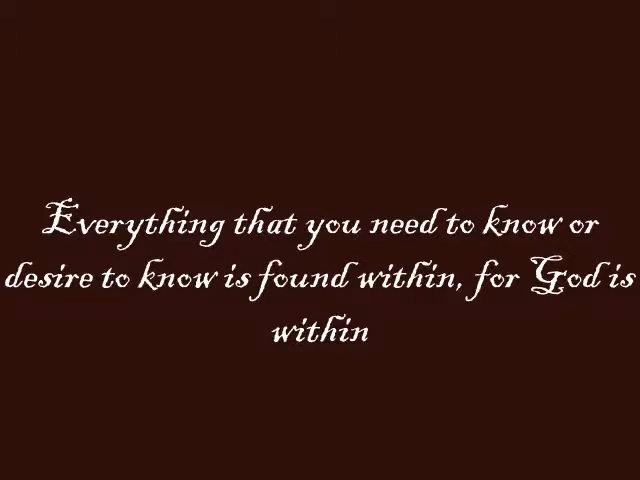 Everything that you need to know or
desire to know is found within, for God is
within